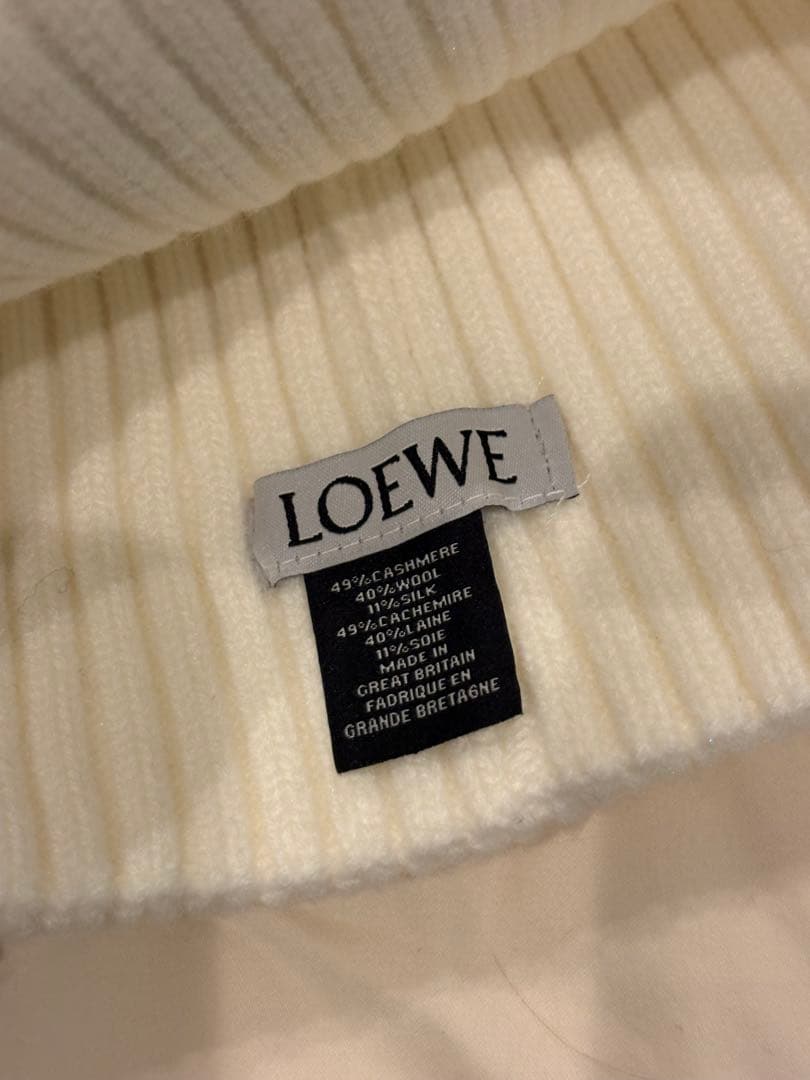 LOEWE
49%CASHMERE
40%WOOL
11%SILK
49%CACHEMIRE
40%LAINE
11%SOIE
MADE IN
GREAT BRITAIN
FADRIQUE EN
GRANDE BRETAGNE